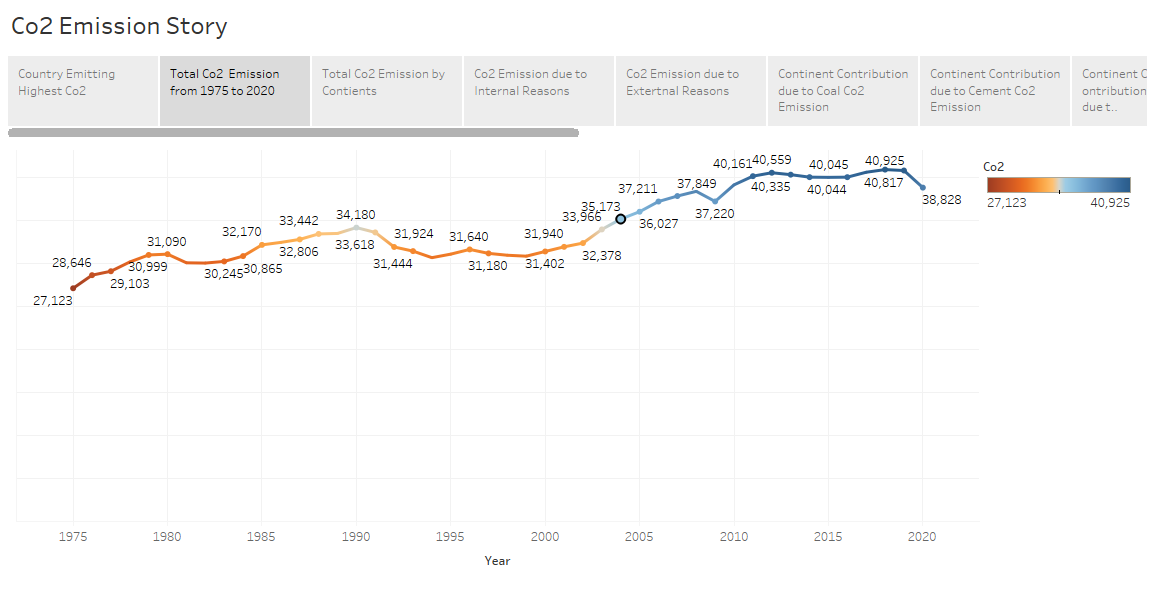 Co2 Emission Story
Country Emitting
Highest Co2
Total Co2  Emission
from 1975 to 2020
Total Co2 Emission by
Contients
Co2 Emission due to
Internal Reasons
Co2 Emission due to
Extertnal Reasons
Continent Contribution
due to Coal Co2
Emission
Continent Contribution
due to Cement Co2
Emission
Continent C
ontribution
due t..
27,123
28,646
29,103
30,999
31,090
30,245
30,865
32,170
32,806
33,442
33,618
34,180
31,444
31,924
31,640
31,180
31,402
31,940
32,378
33,966
35,173
36,027
37,211
37,849
37,220
40,161
40,559
40,335
40,045
40,044
40,925
40,817
38,828
Co2
27,123 40,925
1975 1980 1985 1990 1995 2000 2005 2010 2015 2020
Year